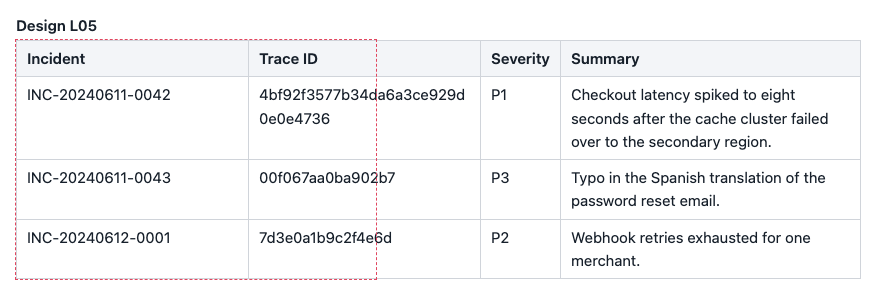 Design L05
Incident Trace ID Severity Summary
INC-20240611-0042 4bf92f3577b34da6a3ce929d P1 Checkout latency spiked to eight
0e0e4736 seconds after the cache cluster failed
over to the secondary region.
INC-20240611-0043 00f067aa0ba902b7 P3 Typo in the Spanish translation of the
password reset email.
INC-20240612-0001 7d3e0a1b9c2f4e6d P2 Webhook retries exhausted for one
merchant.